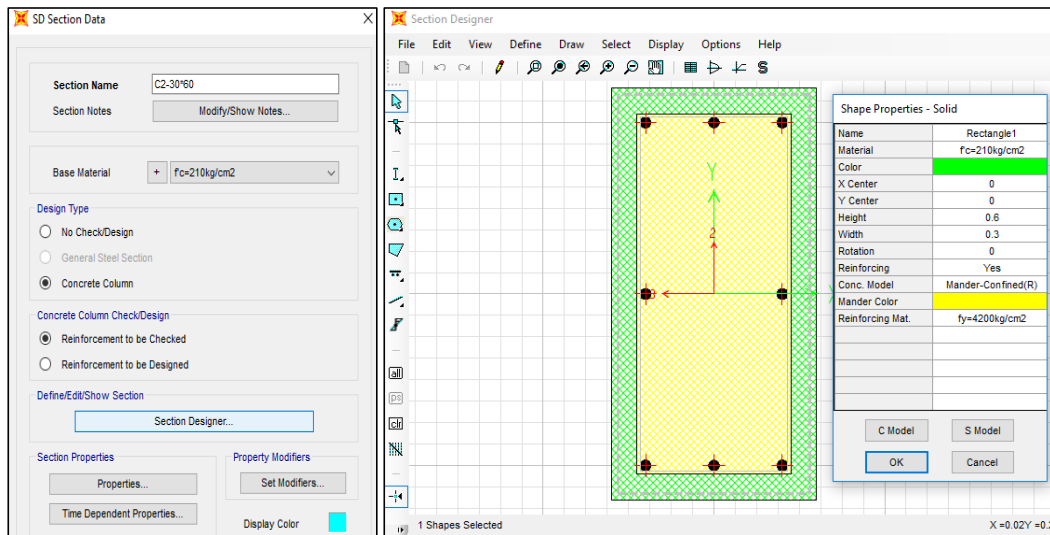 SD Section Data
Section Name C2-30*60
Section Notes Modify/Show Notes...
Base Material + f'c=210kg/cm2
Design Type
No Check/Design
General Steel Section
Concrete Column
Concrete Column Check/Design
Reinforcement to be Checked
Reinforcement to be Designed
Define/Edit/Show Section
Section Designer...
Section Properties Property Modifiers
Properties... Set Modifiers...
Time Dependent Properties... Display Color
Section Designer
File Edit View Define Draw Select Display Options Help
S
all
ps
clr
Y
2
3
Shape Properties - Solid
Name Rectangle1
Material f'c=210kg/cm2
Color
X Center 0
Y Center 0
Height 0.6
Width 0.3
Rotation 0
Reinforcing Yes
Conc. Model Mander-Confined(R)
Mander Color
Reinforcing Mat. fy=4200kg/cm2
C Model S Model
OK Cancel
1 Shapes Selected X =0.02Y =0.